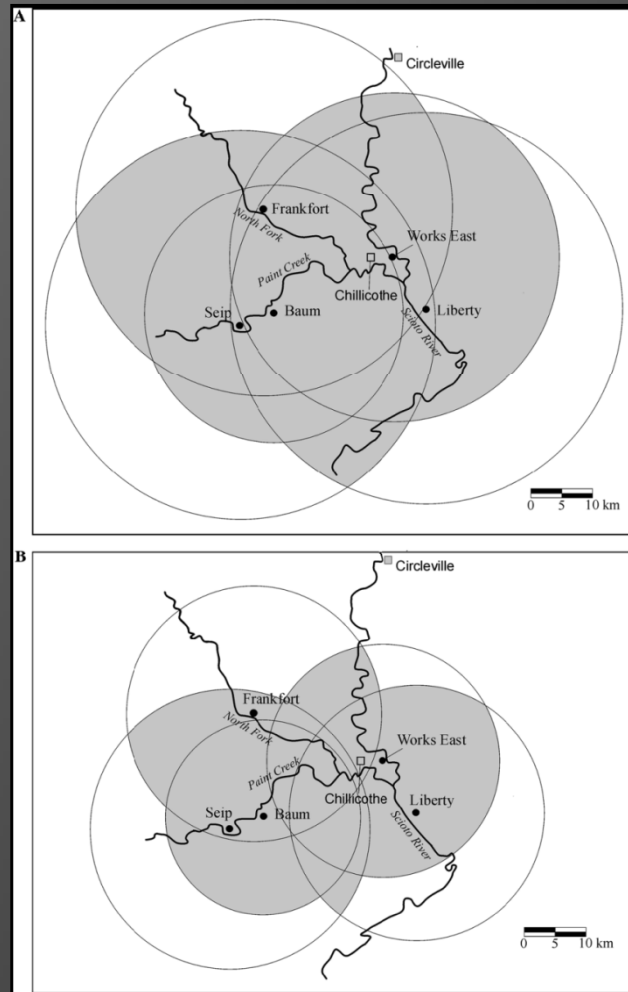 A
Circleville
Frankfort
North Fork
Works East
Paint Creek
Chillicothe
Seip
Baum
Liberty
Scioto River
0 5 10 km
B
Circleville
Frankfort
North Fork
Works East
Paint Creek
Chillicothe
Seip
Baum
Liberty
Scioto River
0 5 10 km